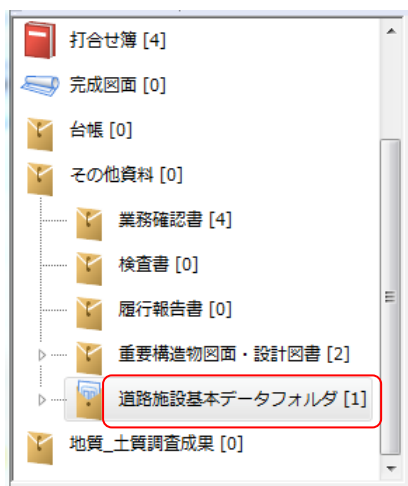 打合せ簿 [4]
完成図面 [0]
台帳 [0]
その他資料 [0]
業務確認書 [4]
検査書 [0]
履行報告書 [0]
重要構造物図面・設計図書 [2]
道路施設基本データフォルダ [1]
地質_土質調査成果 [0]